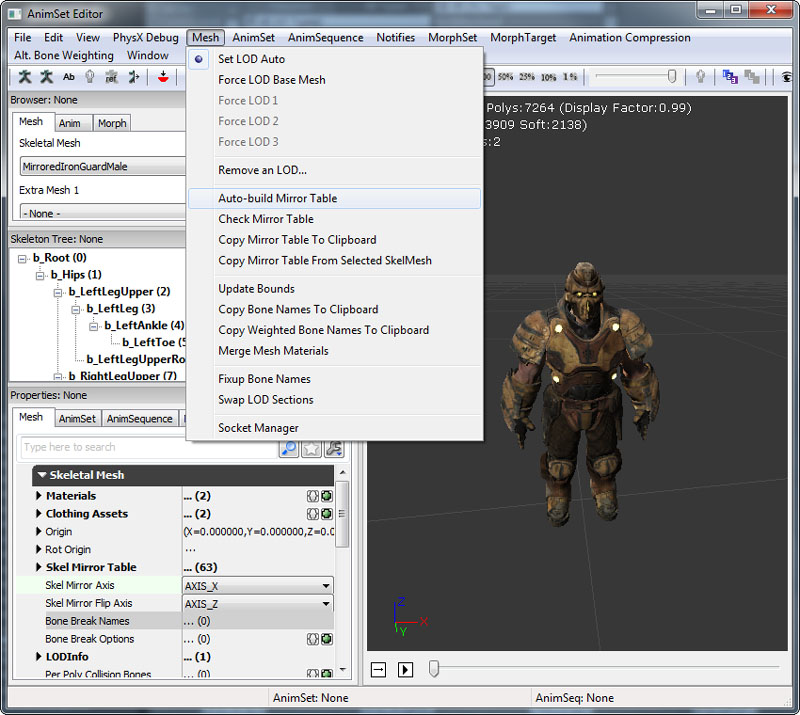 AnimSet Editor
File Edit View PhysX Debug Mesh AnimSet AnimSequence Notifies MorphSet MorphTarget Animation Compression
Alt. Bone Weighting Window
Ab 50% 25% 10% 1%
Browser: None
Mesh Anim Morph
Skeletal Mesh
MirroredIronGuardMale
Extra Mesh 1
- None -
Skeleton Tree: None
b_Root (0)
b_Hips (1)
b_LeftLegUpper (2)
b_LeftLeg (3)
b_LeftAnkle (4)
b_LeftToe (5
b_LeftLegUpperRo
b_RightLegUpper (7)
Set LOD Auto
Force LOD Base Mesh
Force LOD 1
Force LOD 2
Force LOD 3
Remove an LOD...
Auto-build Mirror Table
Check Mirror Table
Copy Mirror Table To Clipboard
Copy Mirror Table From Selected SkelMesh
Update Bounds
Copy Bone Names To Clipboard
Copy Weighted Bone Names To Clipboard
Merge Mesh Materials
Fixup Bone Names
Swap LOD Sections
Socket Manager
Polys:7264 (Display Factor:0.99)
3909 Soft:2138)
s:2
Properties: None
Mesh AnimSet AnimSequence
Type here to search
Skeletal Mesh
Materials ... (2)
Clothing Assets ... (2)
Origin (X=0.000000,Y=0.000000,Z=0.0
Rot Origin ...
Skel Mirror Table ... (63)
Skel Mirror Axis AXIS_X
Skel Mirror Flip Axis AXIS_Z
Bone Break Names ... (0)
Bone Break Options ... (0)
LODInfo ... (1)
Per Poly Collision Bones ... (0)
Z
X
Y
AnimSet: None AnimSeq: None